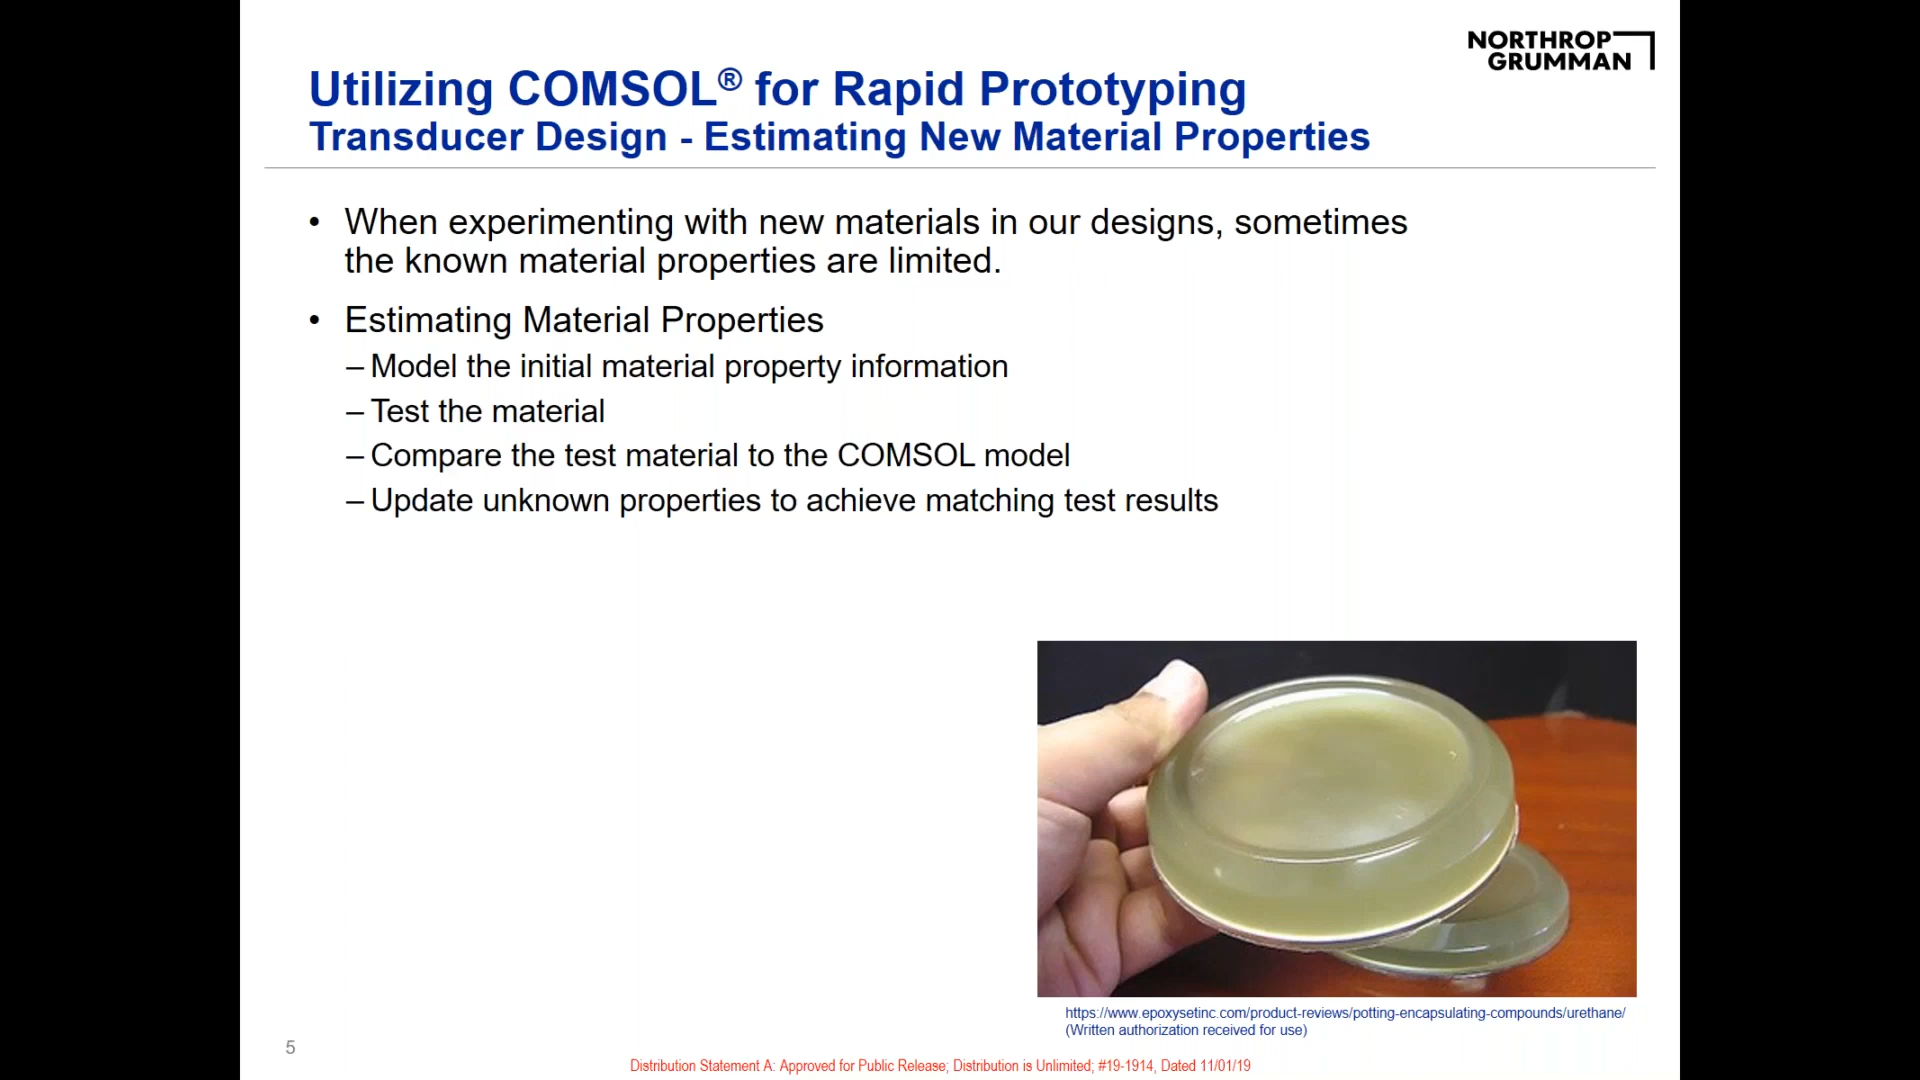 NORTHROP
GRUMMAN
Utilizing COMSOL® for Rapid Prototyping
Transducer Design - Estimating New Material Properties
• When experimenting with new materials in our designs, sometimes
the known material properties are limited.
• Estimating Material Properties
– Model the initial material property information
– Test the material
– Compare the test material to the COMSOL model
– Update unknown properties to achieve matching test results
https://www.epoxysetinc.com/product-reviews/potting-encapsulating-compounds/urethane/
(Written authorization received for use)
5
Distribution Statement A: Approved for Public Release; Distribution is Unlimited; #19-1914, Dated 11/01/19